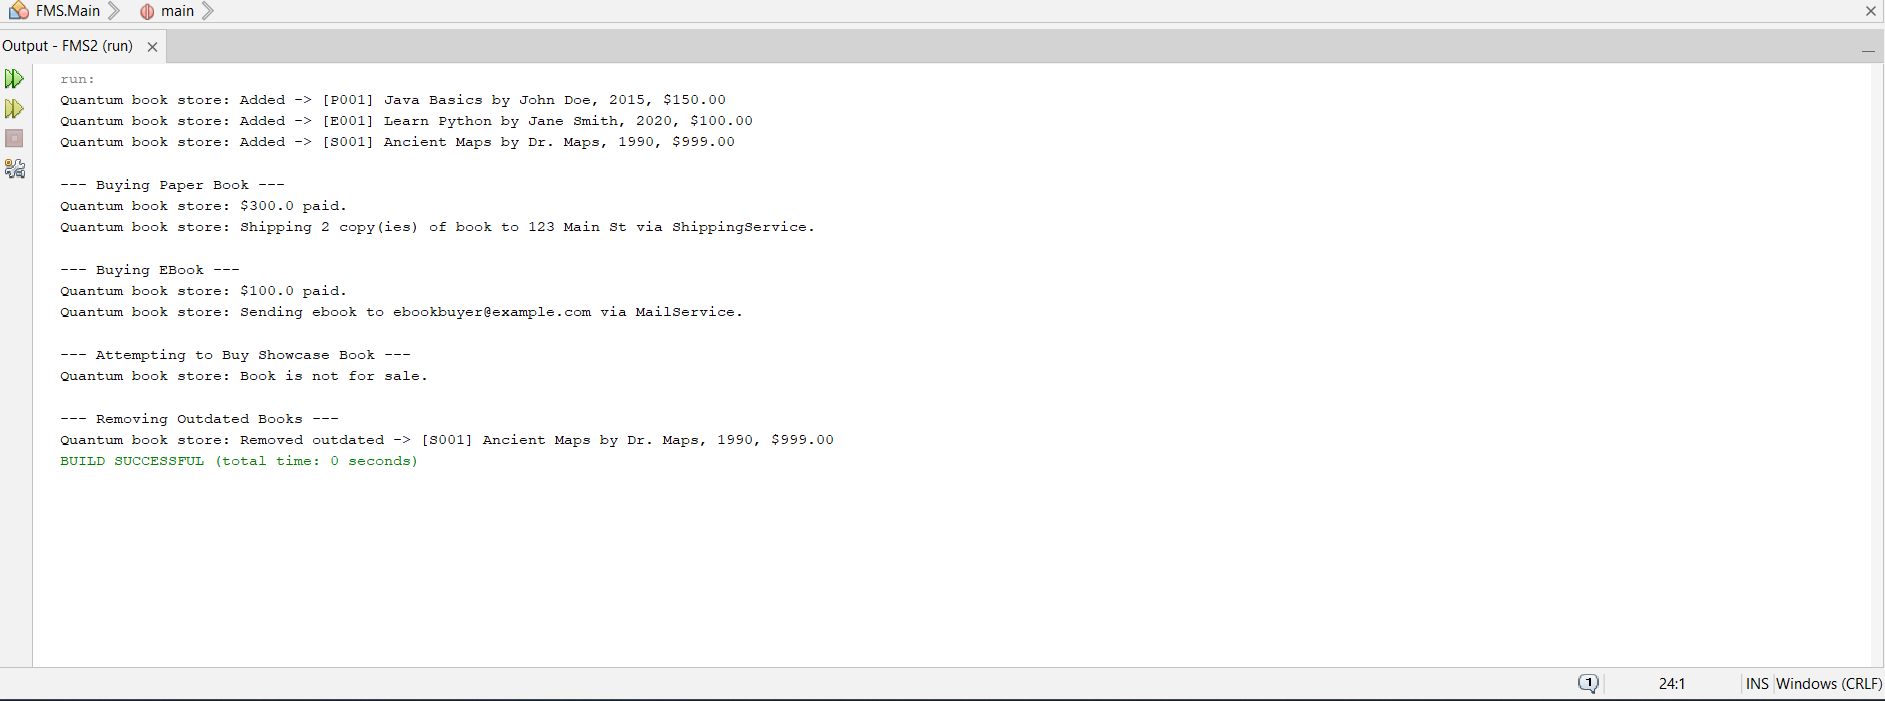 FMS.Main main
Output - FMS2 (run)
run:
Quantum book store: Added -> [P001] Java Basics by John Doe, 2015, $150.00
Quantum book store: Added -> [E001] Learn Python by Jane Smith, 2020, $100.00
Quantum book store: Added -> [S001] Ancient Maps by Dr. Maps, 1990, $999.00
--- Buying Paper Book ---
Quantum book store: $300.0 paid.
Quantum book store: Shipping 2 copy(ies) of book to 123 Main St via ShippingService.
--- Buying EBook ---
Quantum book store: $100.0 paid.
Quantum book store: Sending ebook to ebookbuyer@example.com via MailService.
--- Attempting to Buy Showcase Book ---
Quantum book store: Book is not for sale.
--- Removing Outdated Books ---
Quantum book store: Removed outdated -> [S001] Ancient Maps by Dr. Maps, 1990, $999.00
BUILD SUCCESSFUL (total time: 0 seconds)
1 24:1 INS Windows (CRLF)